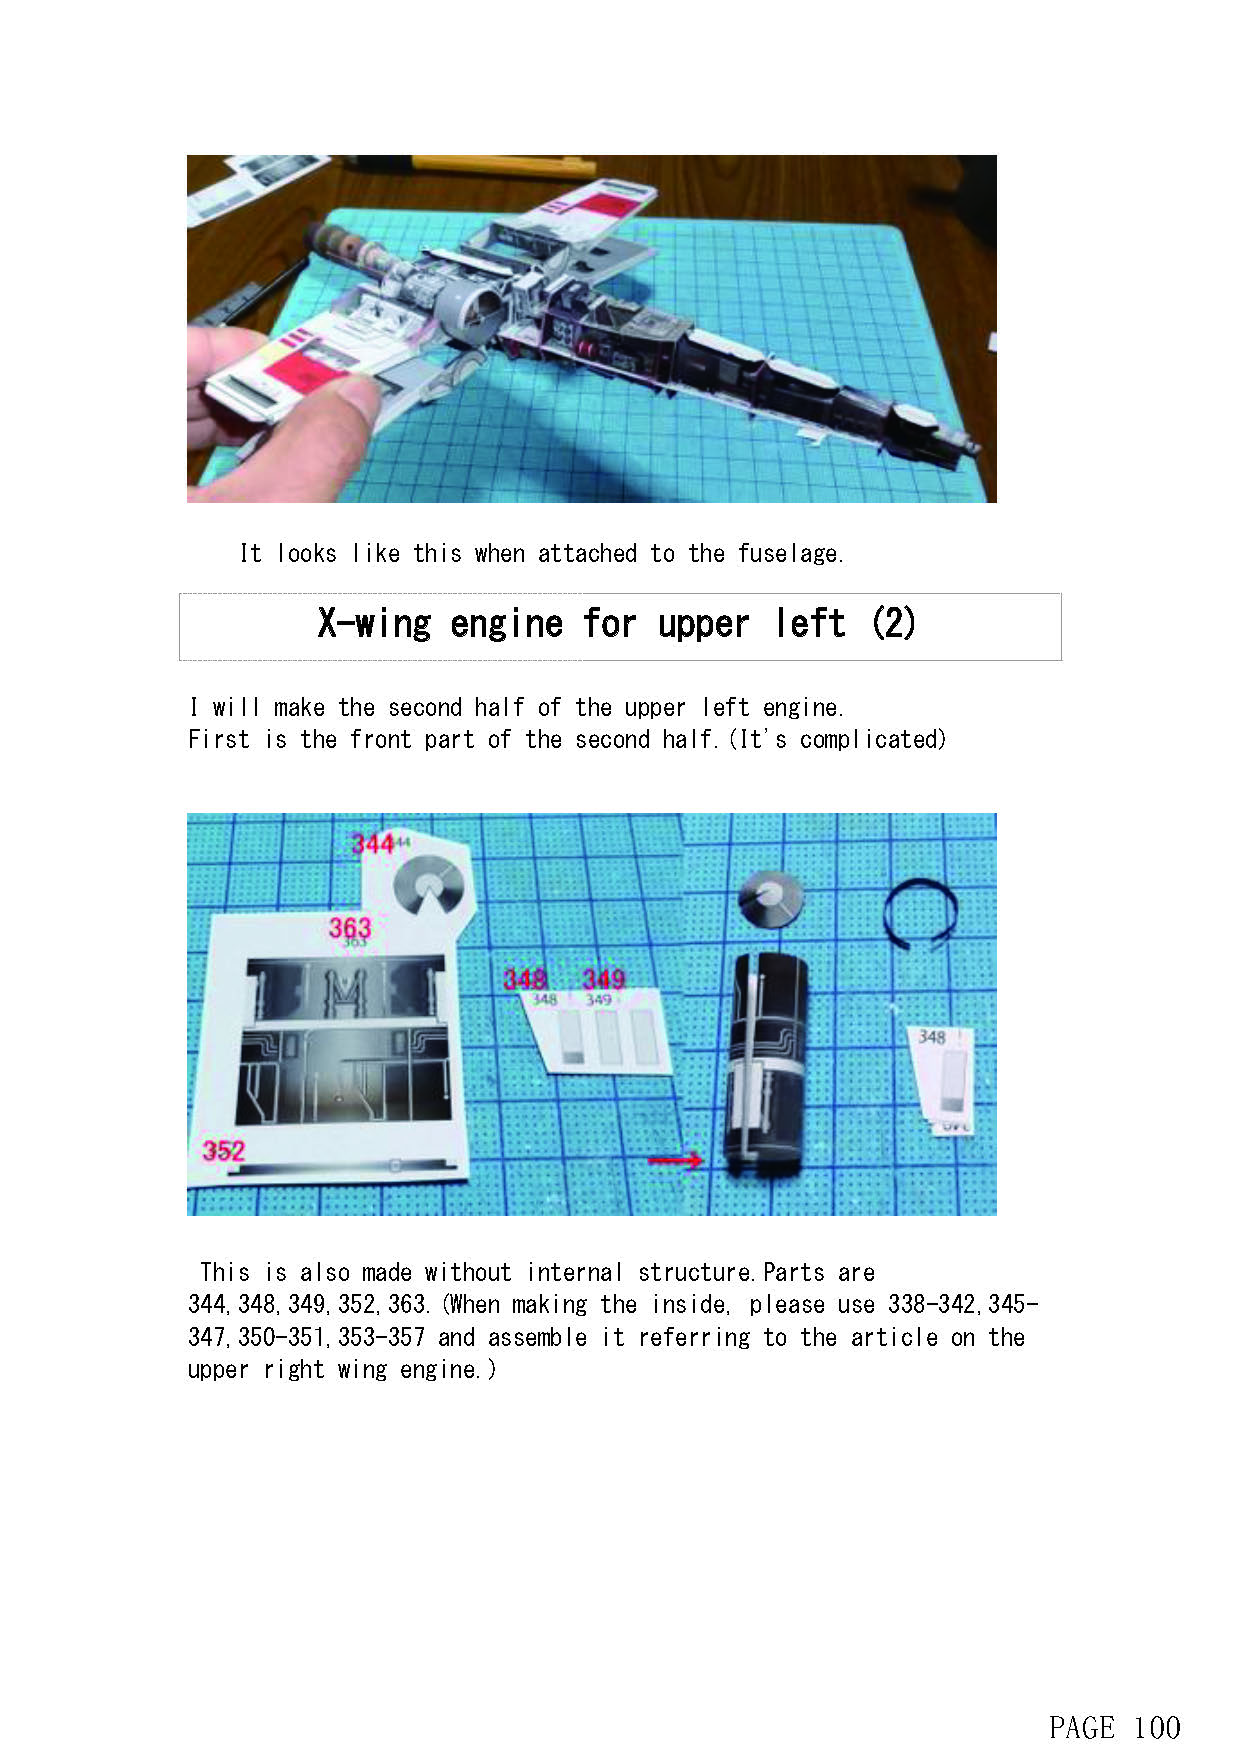 It looks like this when attached to the fuselage.
X-wing engine for upper left (2)
I will make the second half of the upper left engine.
First is the front part of the second half.(It's complicated)
344
44
363
363
348 349
348 349
348
352
This is also made without internal structure.Parts are
344,348,349,352,363.(When making the inside, please use 338-342,345-
347,350-351,353-357 and assemble it referring to the article on the
upper right wing engine.)
PAGE 100